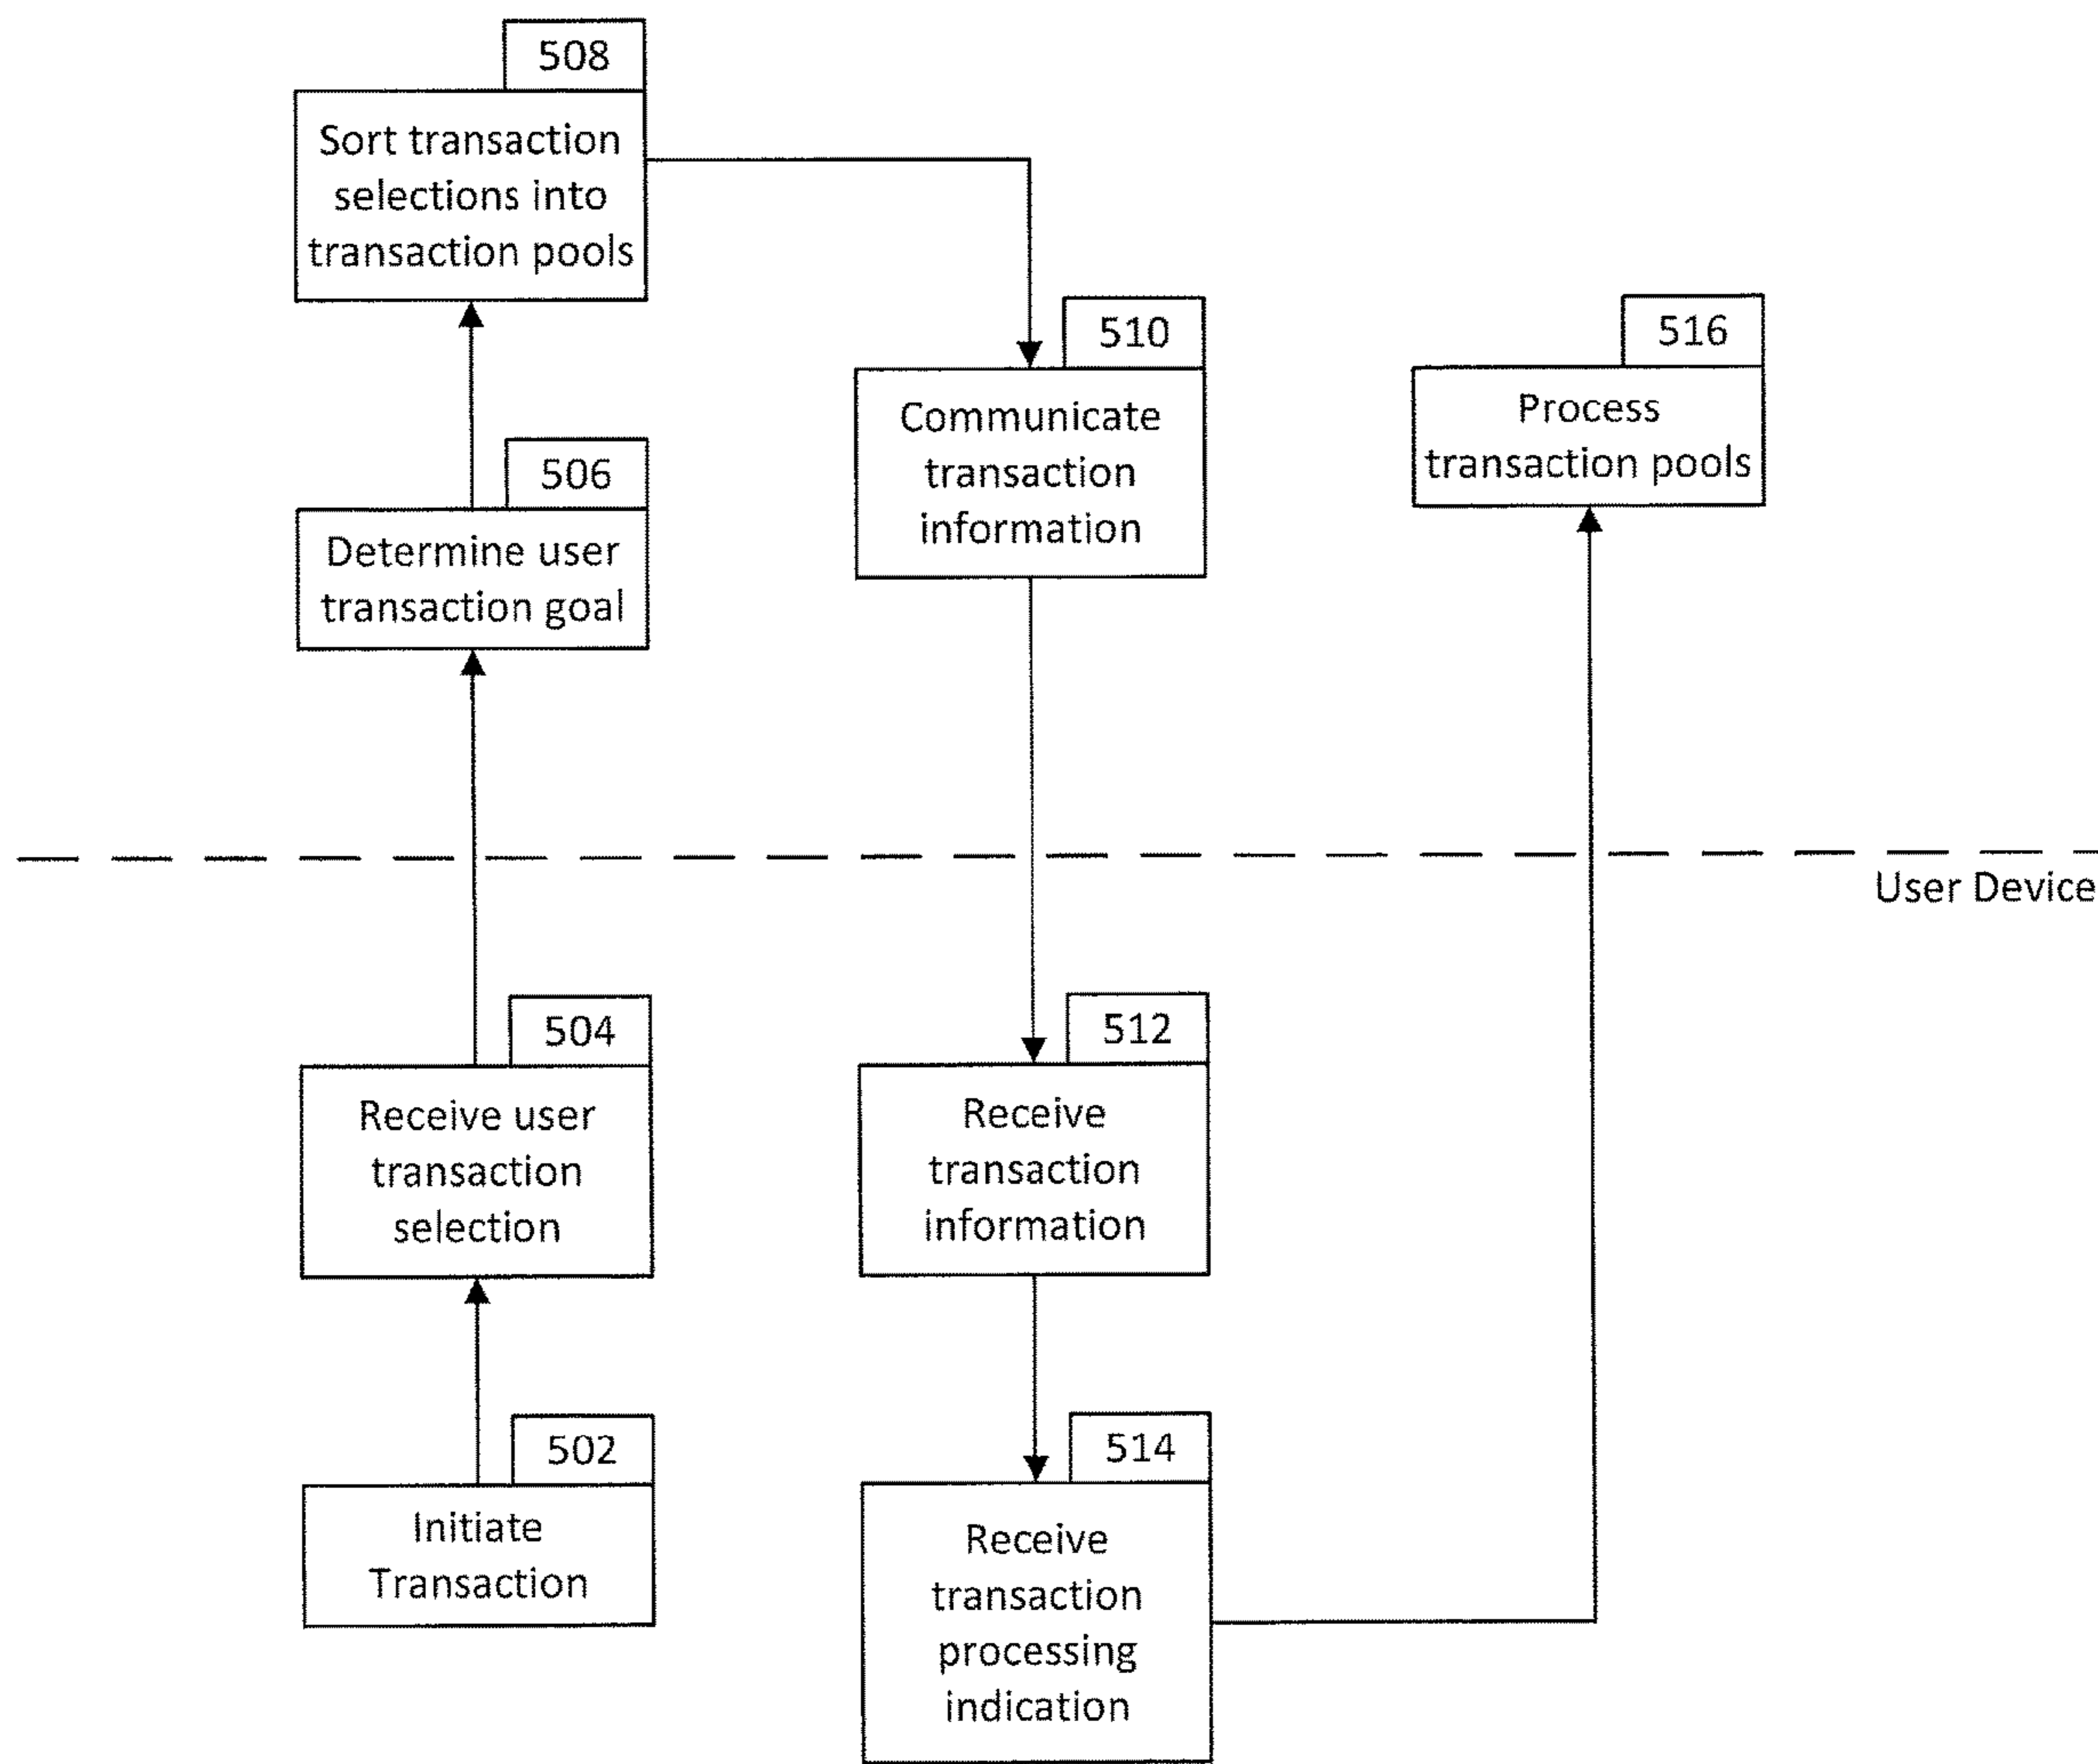 508
Sort transaction
selections into
transaction pools
510
Communicate
transaction
information
516
Process
transaction pools
506
Determine user
transaction goal
User Device
504
Receive user
transaction
selection
512
Receive
transaction
information
502
Initiate
Transaction
514
Receive
transaction
processing
indication